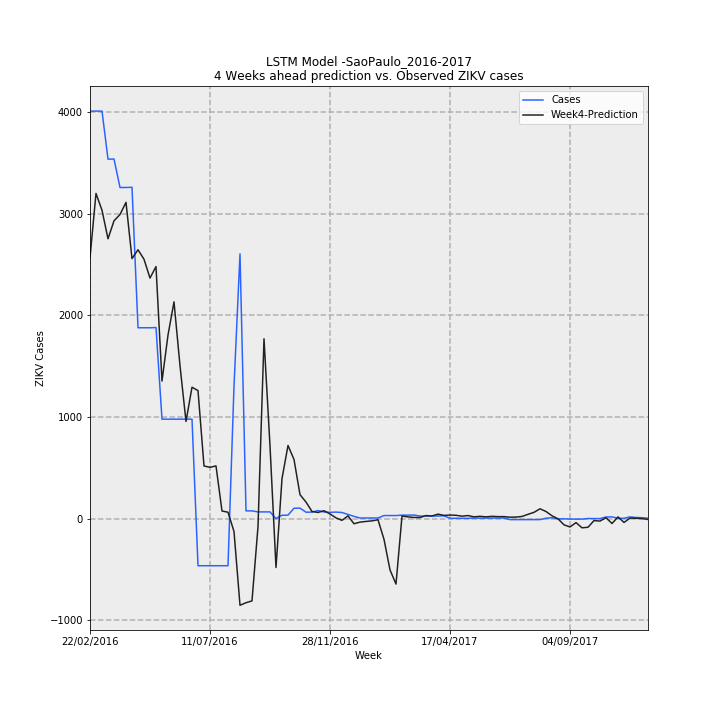 LSTM Model -SaoPaulo_2016-2017
4 Weeks ahead prediction vs. Observed ZIKV cases
Cases
Week4-Prediction
4000
3000
2000
1000
0
−1000
ZIKV Cases
22/02/2016
11/07/2016
28/11/2016
17/04/2017
04/09/2017
Week